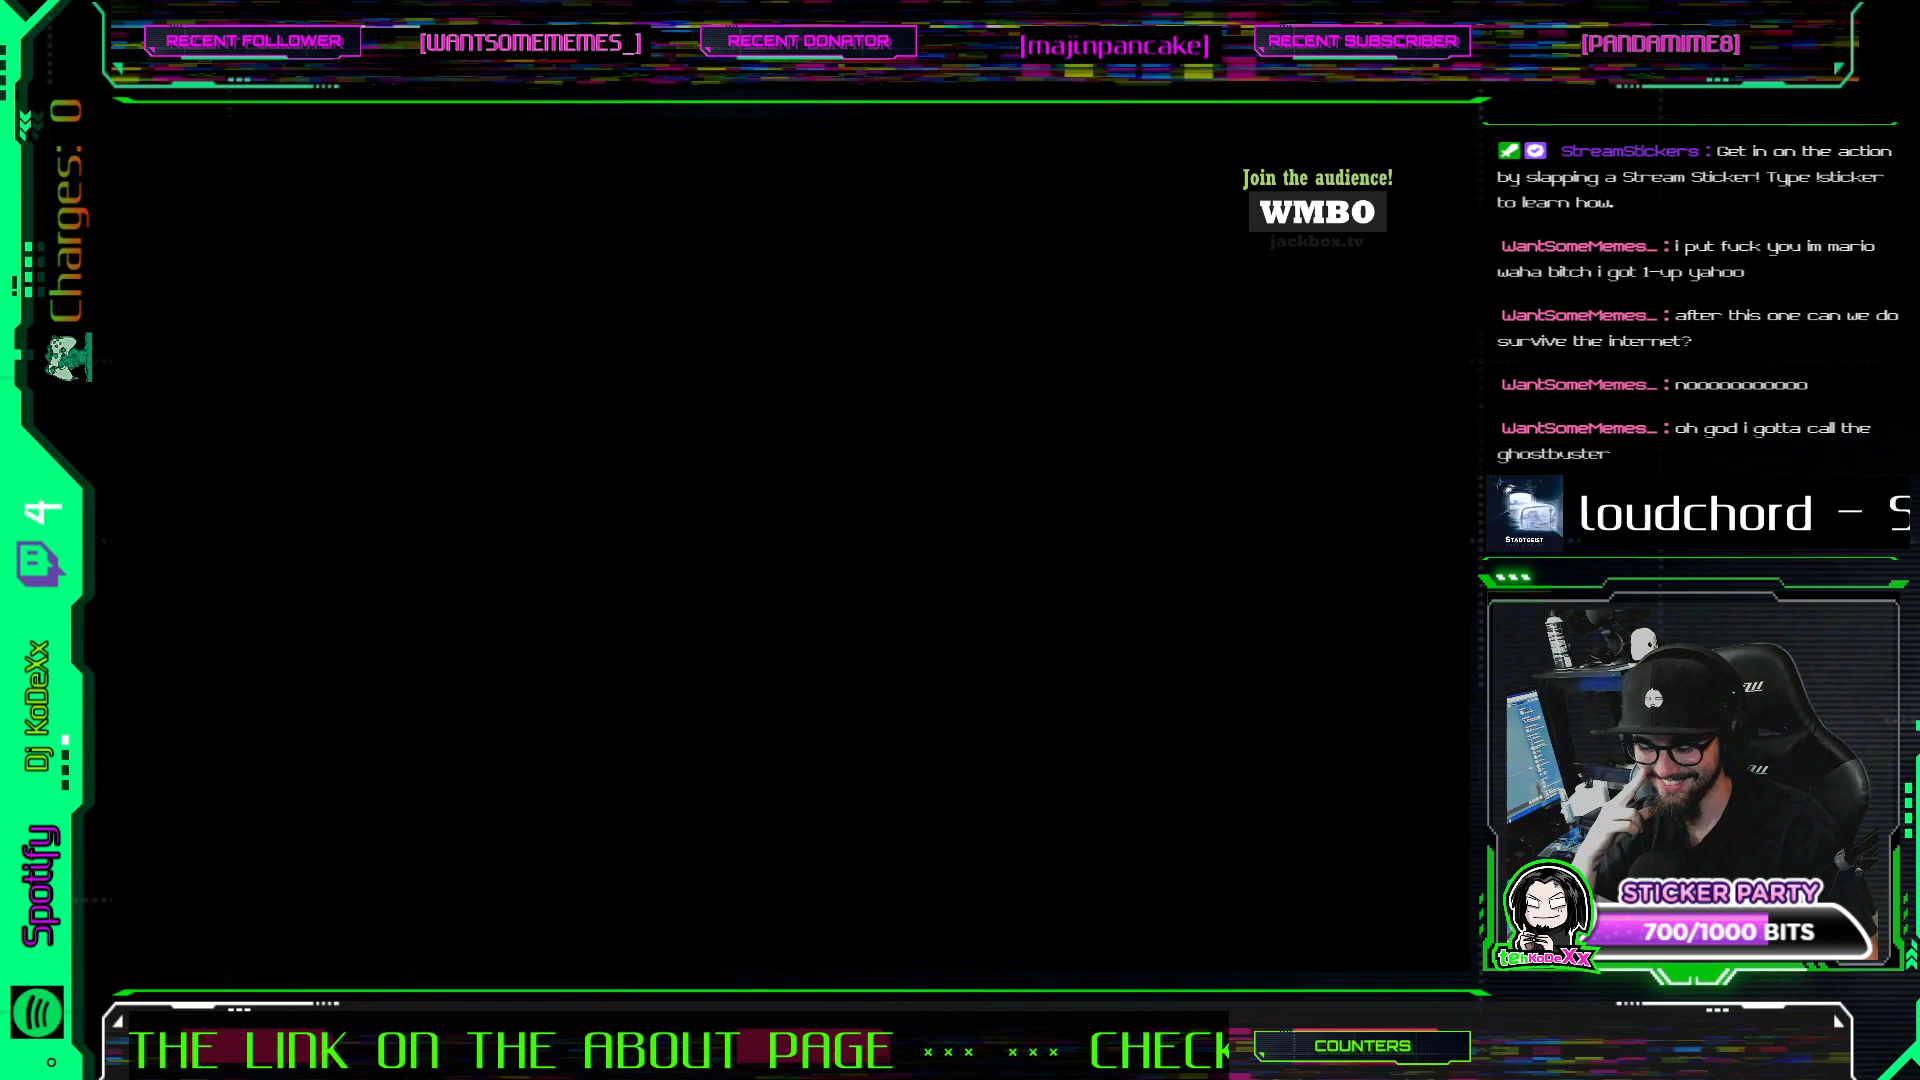 RECENT FOLLOWER
[WANTSOMEMEMES_]
RECENT DONATOR
[majinpancake]
RECENT SUBSCRIBER
[PANDAMIME8]
Charges: 0
4
Dj KoDeXx
Spotify
Join the audience!
WMBO
jackbox.tv
StreamStickers : Get in on the action
by slapping a Stream Sticker! Type !sticker
to learn how.
WantSomeMemes_ : i put fuck you im mario
waha bitch i got 1-up yahoo
WantSomeMemes_ : after this one can we do
survive the internet?
WantSomeMemes_ : noooooooooooo
WantSomeMemes_ : oh god i gotta call the
ghostbuster
STADTGEIST
loudchord - S
STICKER PARTY
700/1000 BITS
tehKoDeXx
THE LINK ON THE ABOUT PAGE ××× ××× CHECK
COUNTERS